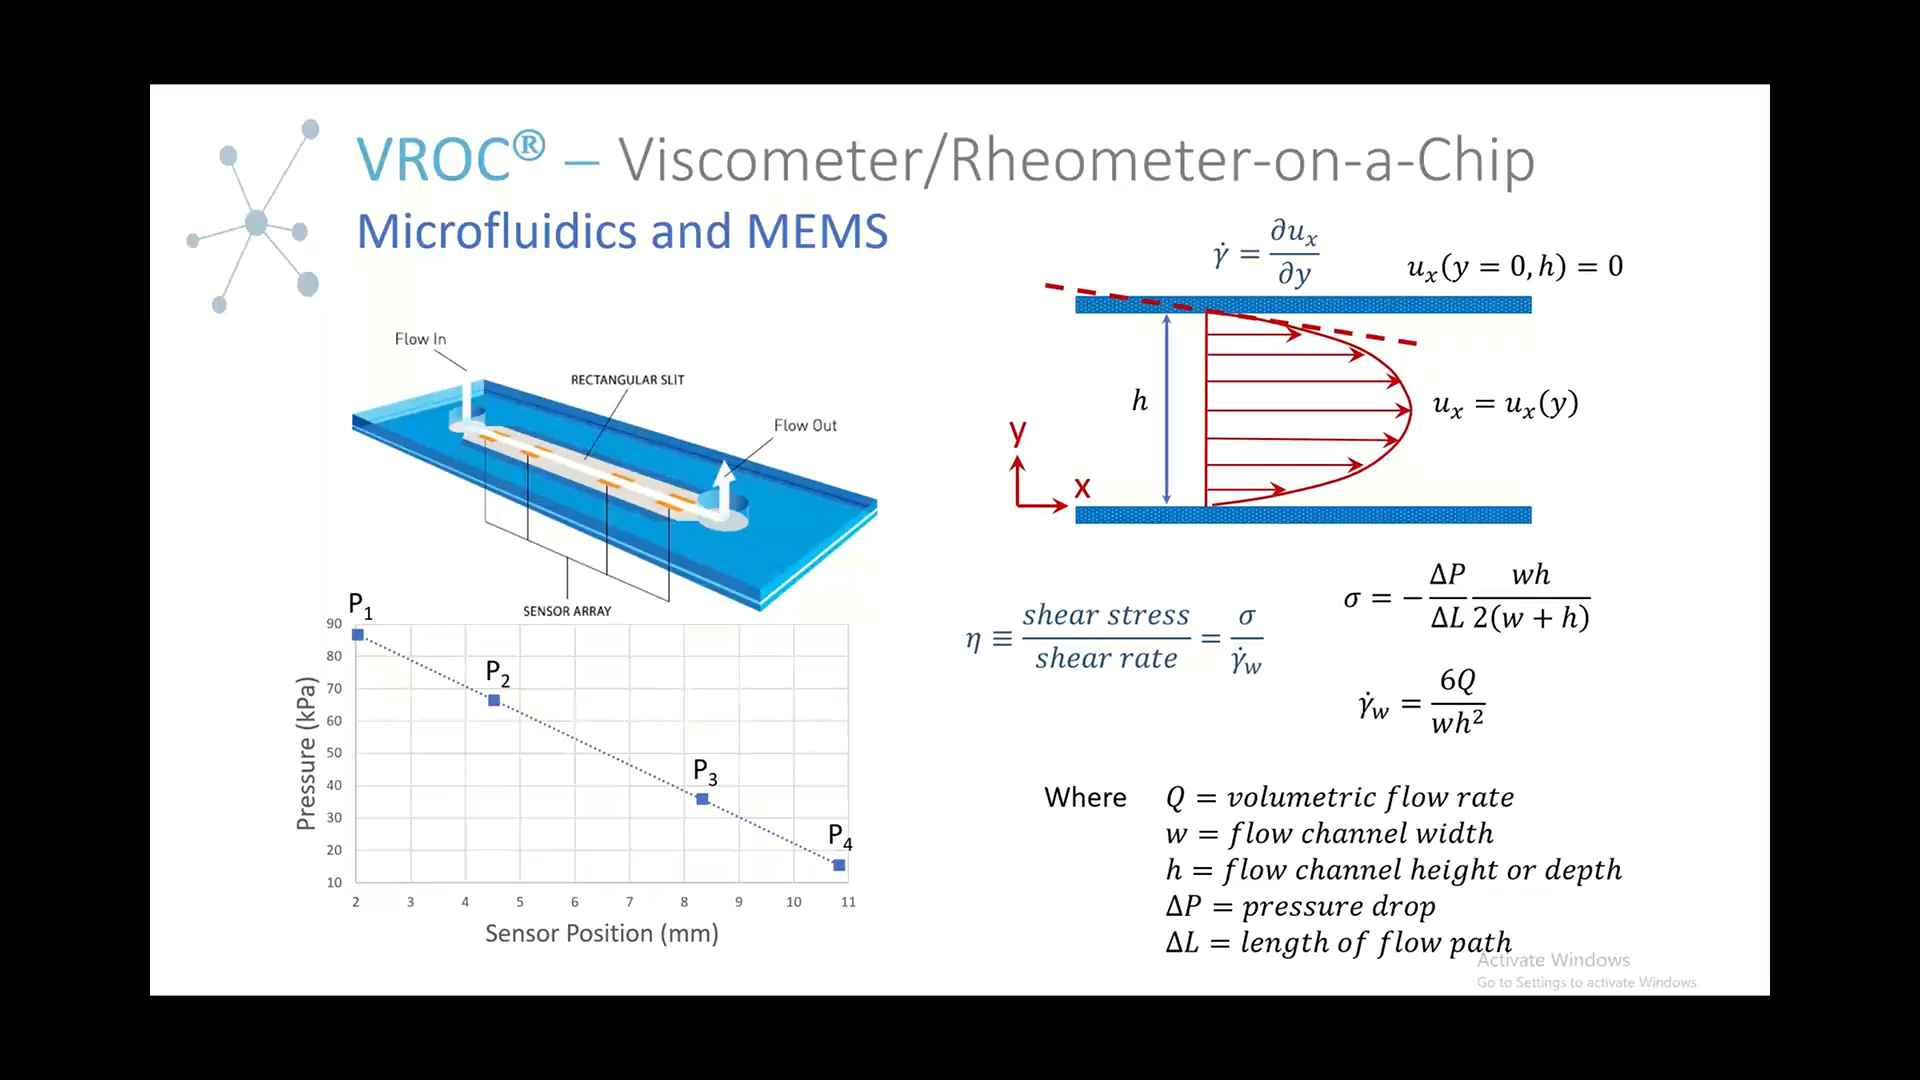 VROC® – Viscometer/Rheometer-on-a-Chip
Microfluidics and MEMS
Flow In
RECTANGULAR SLIT
Flow Out
SENSOR ARRAY
γ̇ = ∂uₓ/∂y
uₓ(y = 0, h) = 0
h
uₓ = uₓ(y)
y
x
P₁
P₂
P₃
P₄
90
80
70
60
50
40
30
20
10
Pressure (kPa)
2 3 4 5 6 7 8 9 10 11
Sensor Position (mm)
η ≡ shear stress/shear rate = σ/γ̇_w
σ = −ΔP/ΔL wh/2(w + h)
γ̇_w = 6Q/wh²
Where Q = volumetric flow rate
w = flow channel width
h = flow channel height or depth
ΔP = pressure drop
ΔL = length of flow path
Activate Windows
Go to Settings to activate Windows.